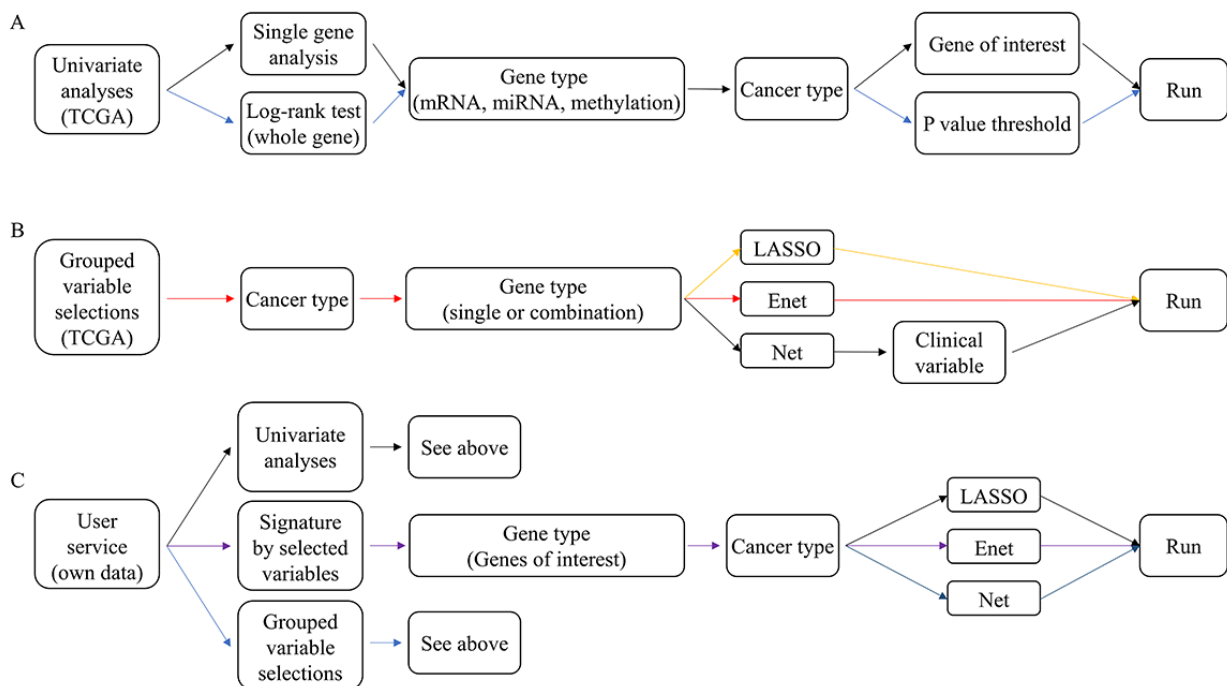 A
Univariate
analyses
(TCGA)
Single gene
analysis
Log-rank test
(whole gene)
Gene type
(mRNA, miRNA, methylation)
Cancer type
Gene of interest
P value threshold
Run
B
Grouped
variable
selections
(TCGA)
Cancer type
Gene type
(single or combination)
LASSO
Enet
Net
Clinical
variable
Run
C
User
service
(own data)
Univariate
analyses
See above
Signature
by selected
variables
Gene type
(Genes of interest)
Cancer type
LASSO
Enet
Net
Run
Grouped
variable
selections
See above